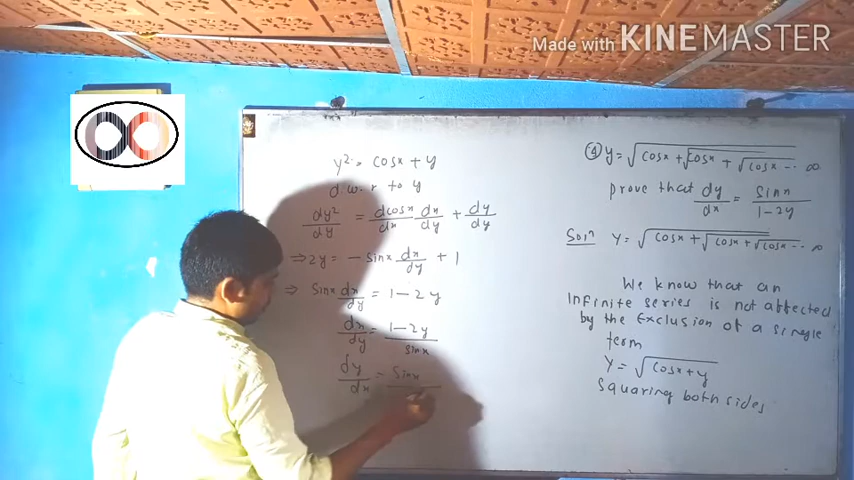 Made with KINEMASTER
④ y = √cosx + √cosx + √cosx ... ∞
prove that dy/dx = sinx/1-2y
Soln y = √cosx + √cosx + √cosx ... ∞
We know that an
infinite series is not affected
by the Exclusion of a single
term
y = √cosx + y
Squaring both sides
y² = cosx + y
d.w.r to y
dy²/dy = dcosx/dx dx/dy + dy/dy
⇒ 2y = - sinx dx/dy + 1
⇒ sinx dx/dy = 1 - 2y
dx/dy = 1-2y/sinx
dy/dx = sinx/